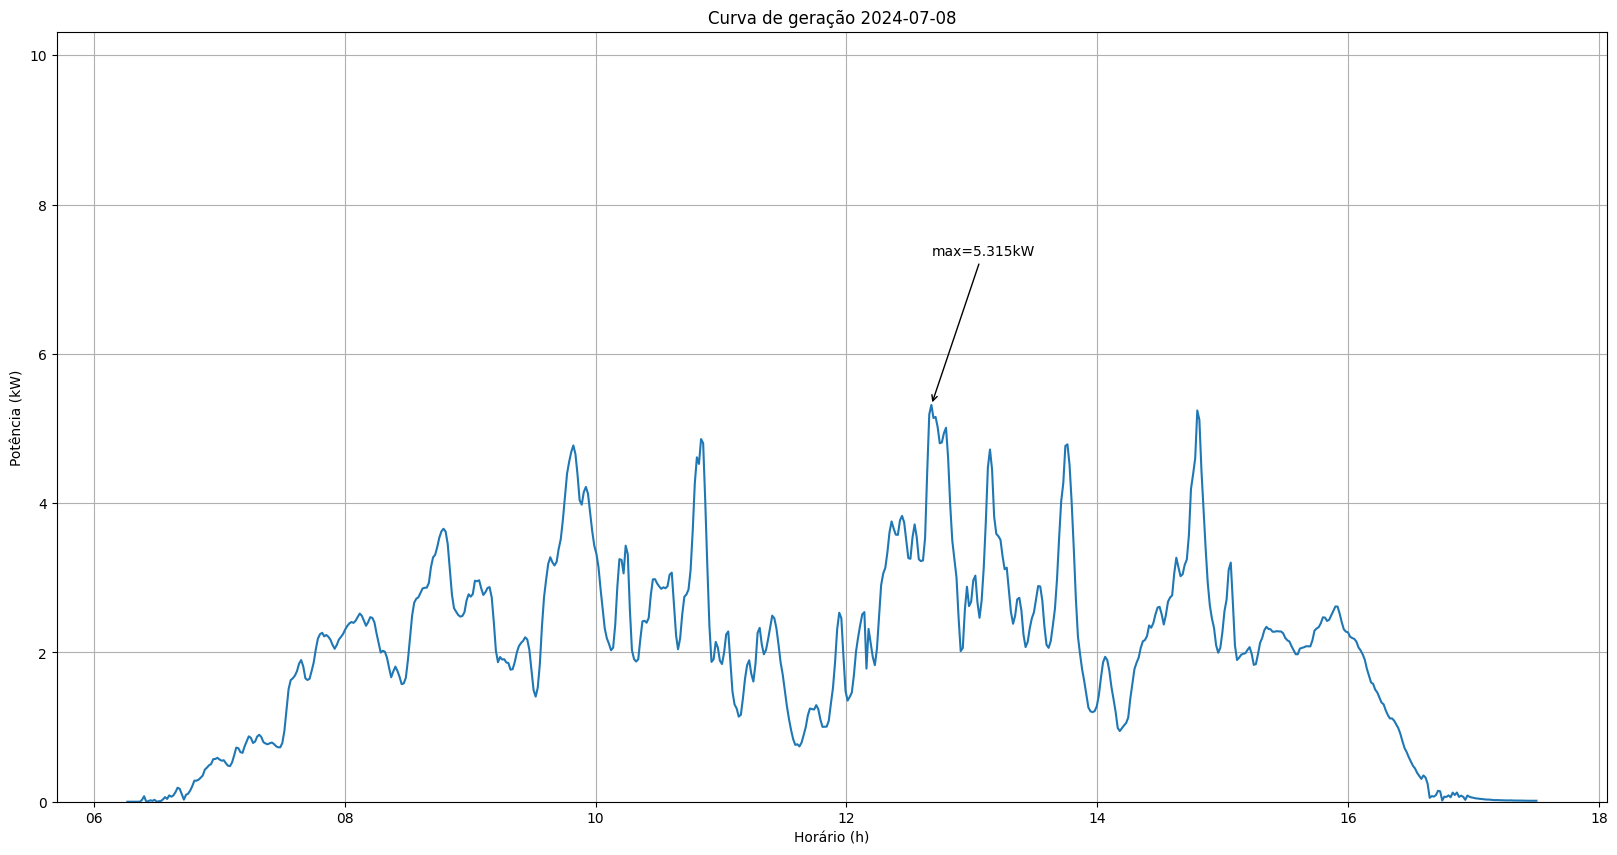 Curva de geração 2024-07-08
10
8
max=5.315kW
6
Potência (kW)
4
2
0
06 08 10 12 14 16 18
Horário (h)